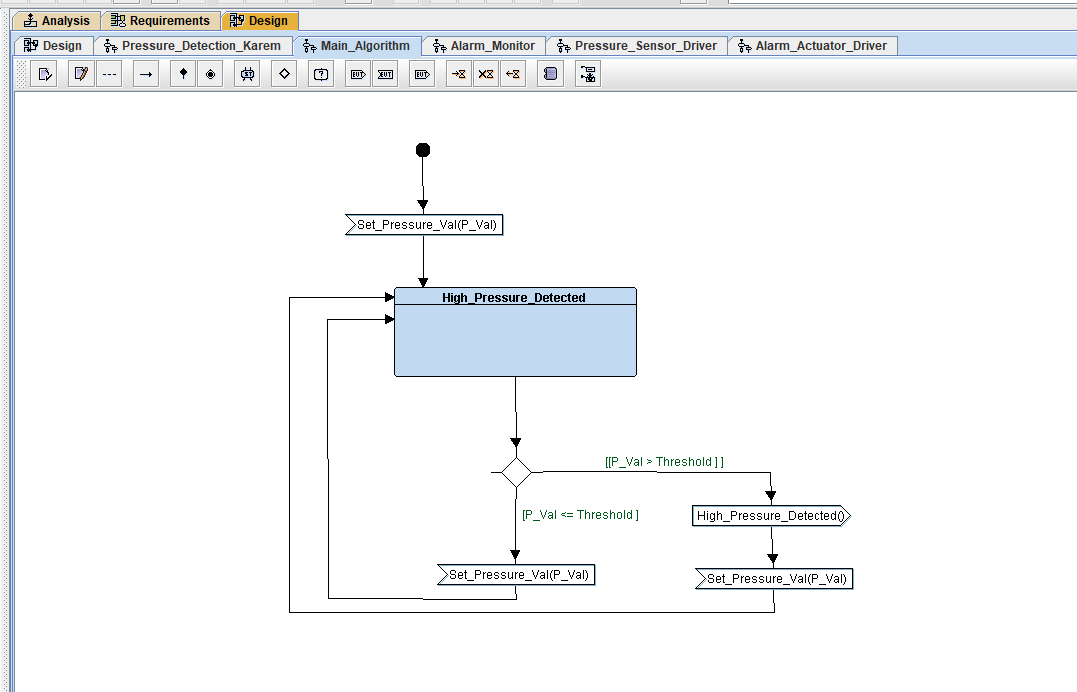 Analysis
Requirements
Design
Design
Pressure_Detection_Karem
Main_Algorithm
Alarm_Monitor
Pressure_Sensor_Driver
Alarm_Actuator_Driver
Set_Pressure_Val(P_Val)
High_Pressure_Detected
[[P_Val > Threshold ] ]
[P_Val <= Threshold ]
High_Pressure_Detected()
Set_Pressure_Val(P_Val)
Set_Pressure_Val(P_Val)